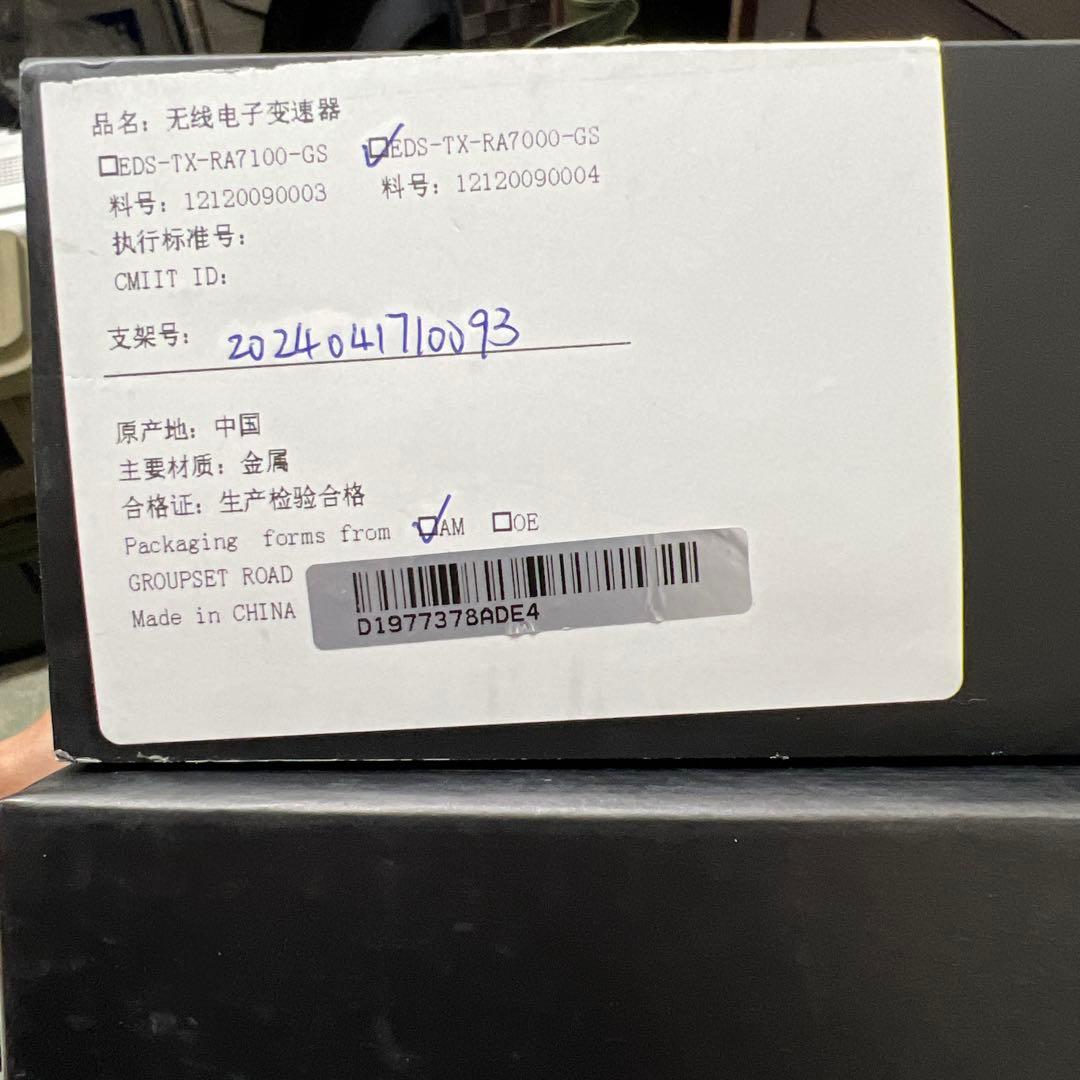 品名：无线电子变速器
☐EDS-TX-RA7100-GS ☑EDS-TX-RA7000-GS
料号：12120090003 料号：12120090004
执行标准号：
CMIIT ID：
支架号：2024041710093
原产地：中国
主要材质：金属
合格证：生产检验合格
Packaging forms from ☑AM ☐OE
GROUPSET ROAD
Made in CHINA
D1977378ADE4